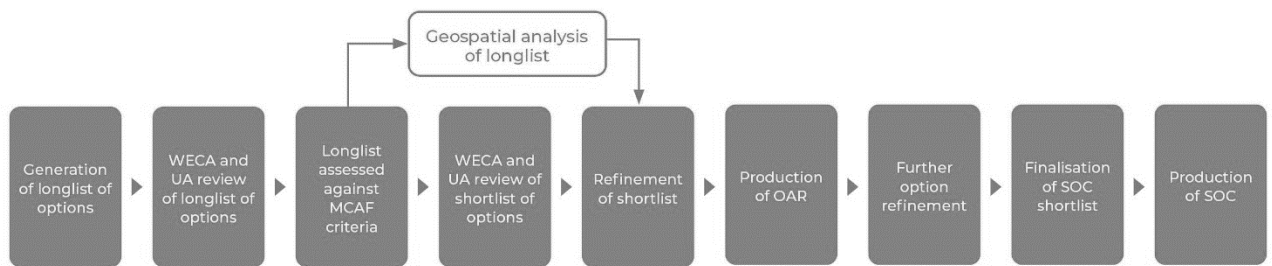 Geospatial analysis
of longlist
Generation
of longlist of
options
WECA and
UA review
of longlist of
options
Longlist
assessed
against
MCAF
criteria
WECA and
UA review of
shortlist of
options
Refinement
of shortlist
Production
of OAR
Further
option
refinement
Finalisation
of SOC
shortlist
Production
of SOC